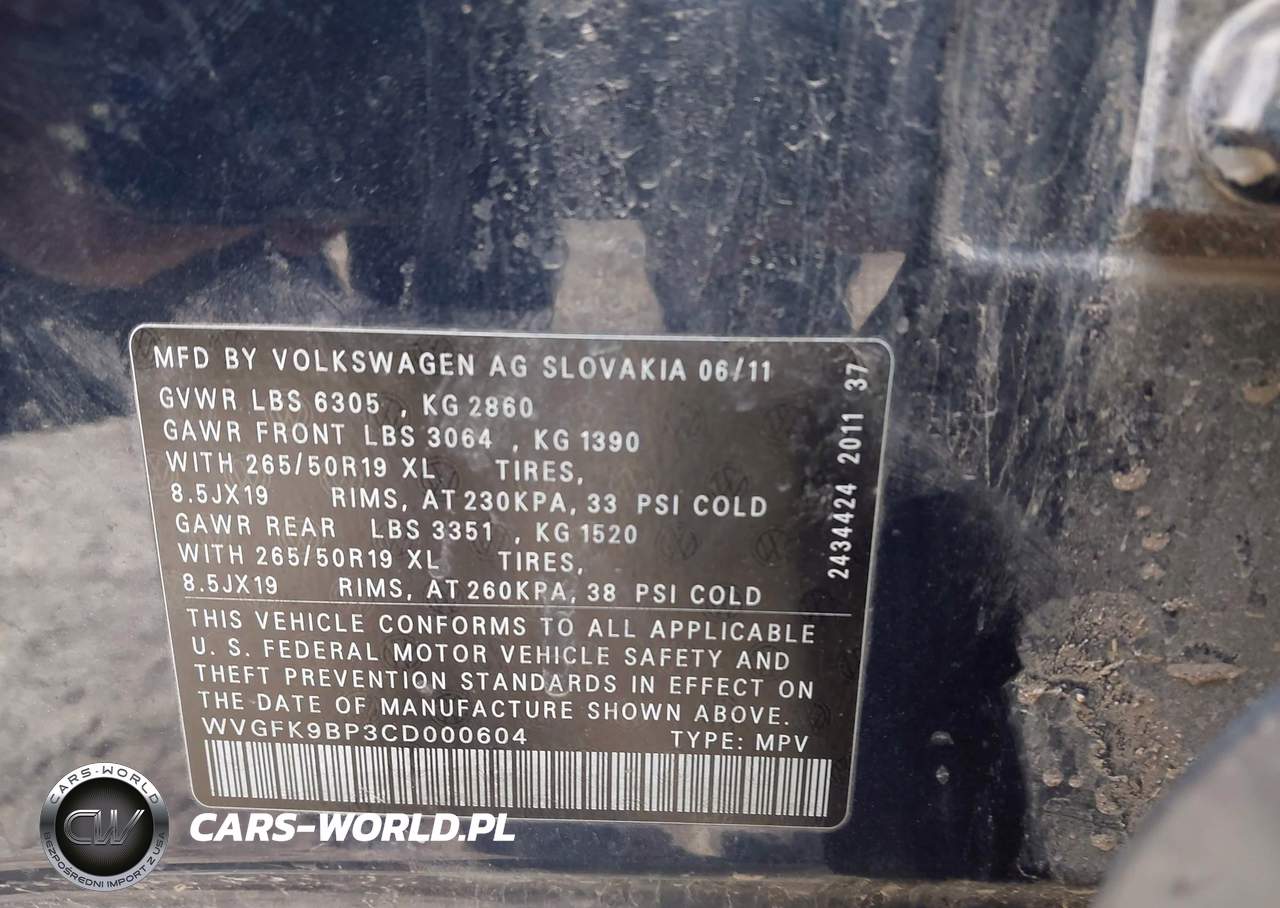 MFD BY VOLKSWAGEN AG SLOVAKIA 06/11
GVWR LBS 6305 , KG 2860
GAWR FRONT LBS 3064 , KG 1390
WITH 265/50R19 XL TIRES,
8.5JX19 RIMS, AT 230KPA, 33 PSI COLD
GAWR REAR LBS 3351 , KG 1520
WITH 265/50R19 XL TIRES,
8.5JX19 RIMS, AT 260KPA, 38 PSI COLD
THIS VEHICLE CONFORMS TO ALL APPLICABLE
U. S. FEDERAL MOTOR VEHICLE SAFETY AND
THEFT PREVENTION STANDARDS IN EFFECT ON
THE DATE OF MANUFACTURE SHOWN ABOVE.
WVGFK9BP3CD000604 TYPE: MPV
2434424 2011 37
CARS-WORLD
CW
BEZPOŚREDNI IMPORT Z USA
CARS-WORLD.PL